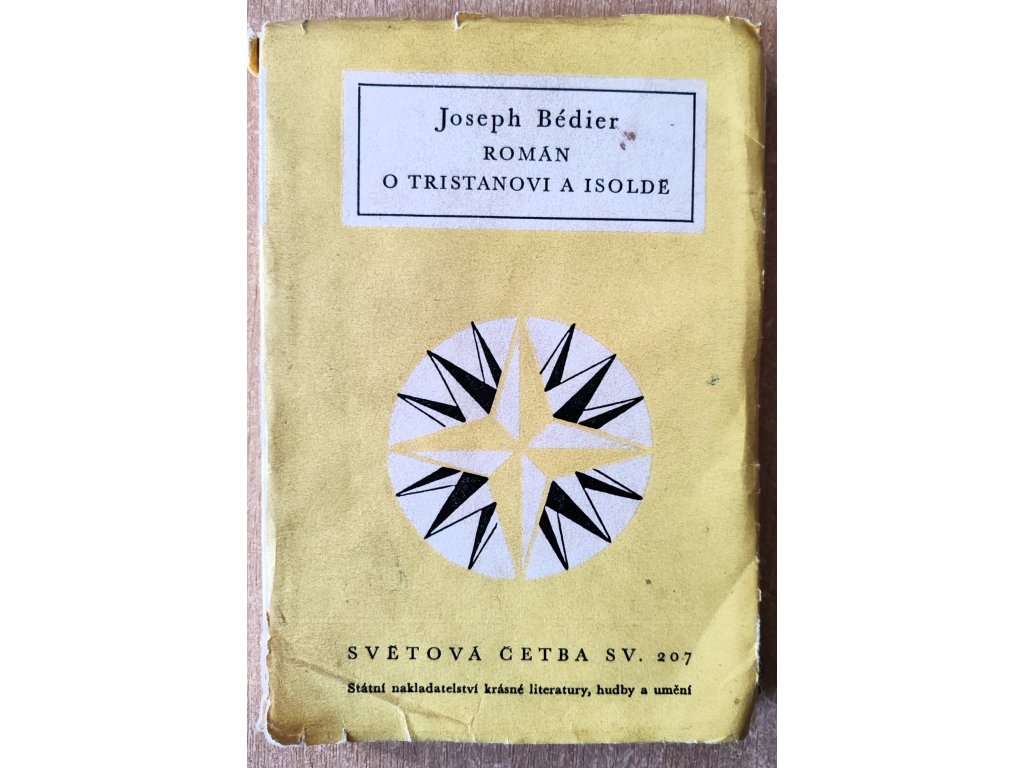 Joseph Bédier
ROMÁN
O TRISTANOVI A ISOLDĚ
SVĚTOVÁ ČETBA SV. 207
Státní nakladatelství krásné literatury, hudby a umění